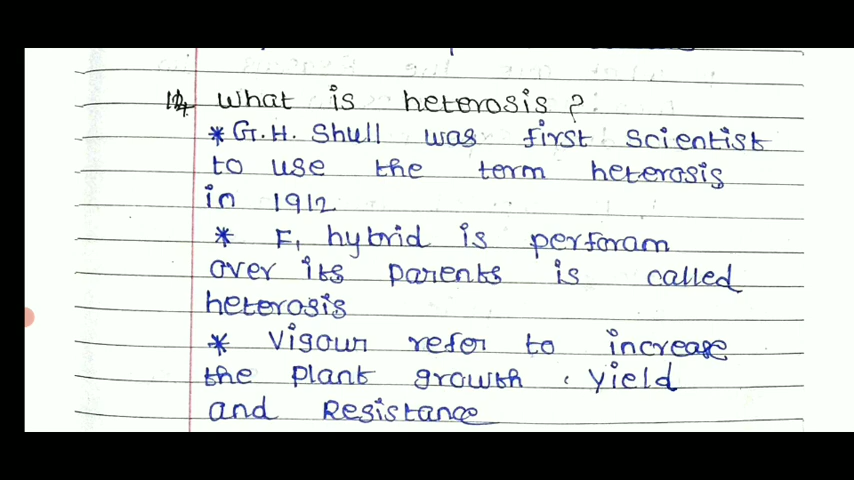 14 What is heterosis ?
* G.H. Shull was first scientist
to use the term heterosis
in 1912
* F1 hybrid is perforam
over its parents is called
heterosis
* Vigour refer to increase
the plant growth , yield
and Resistance